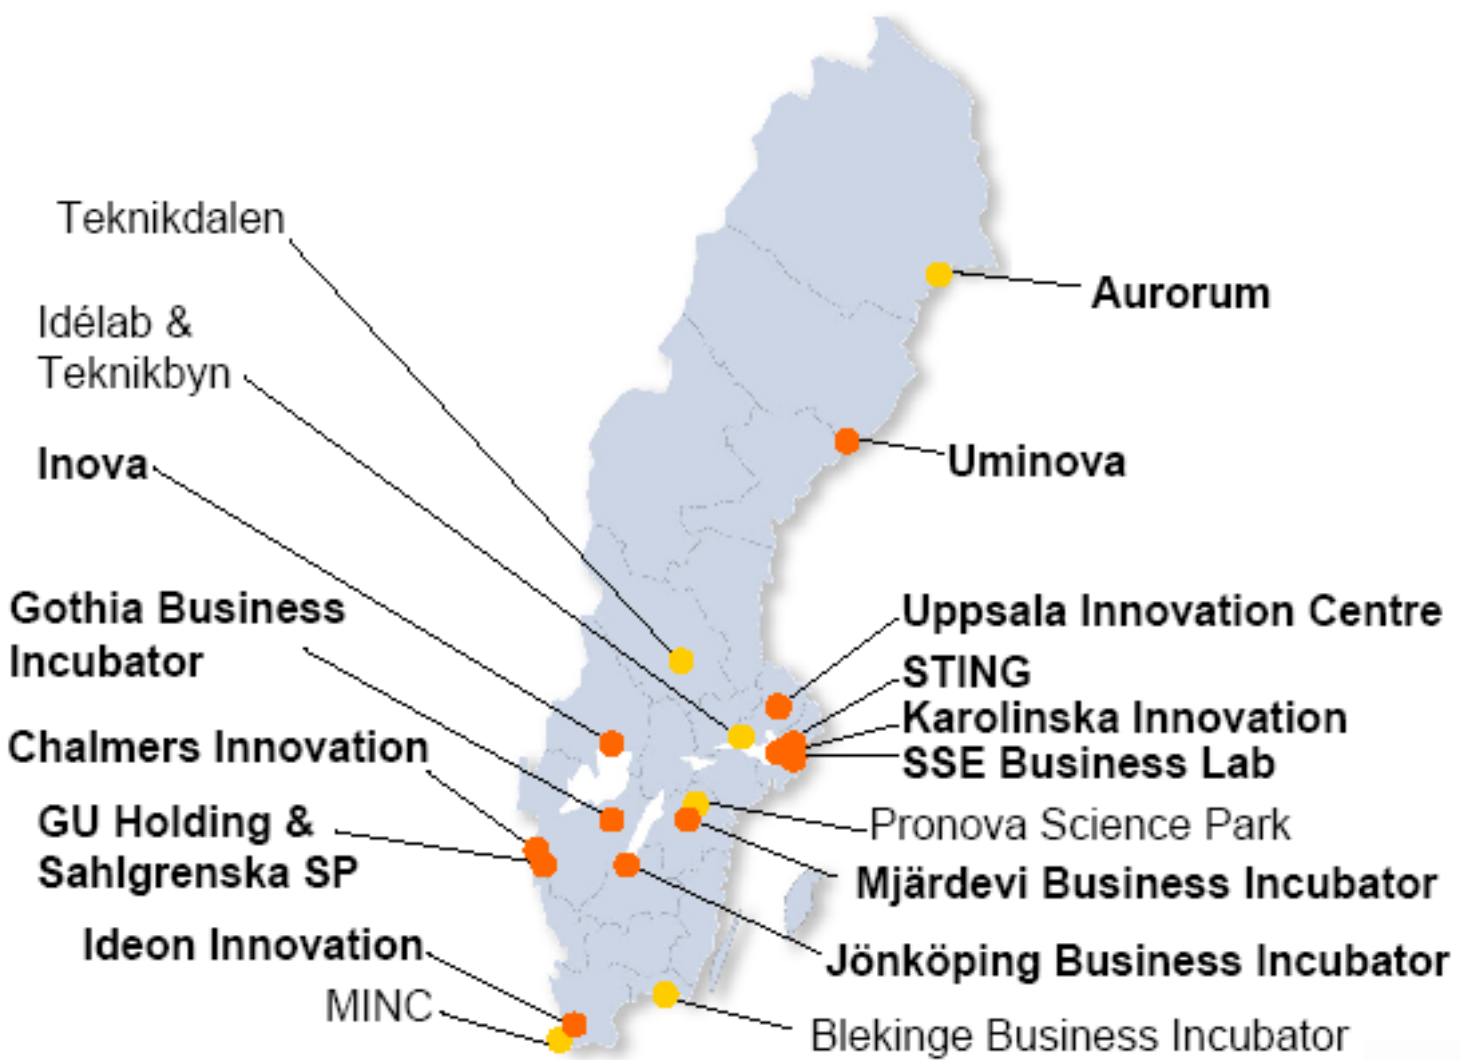 Teknikdalen
Idélab &
Teknikbyn
Inova
Gothia Business
Incubator
Chalmers Innovation
GU Holding &
Sahlgrenska SP
Ideon Innovation
MINC
Aurorum
Uminova
Uppsala Innovation Centre
STING
Karolinska Innovation
SSE Business Lab
Pronova Science Park
Mjärdevi Business Incubator
Jönköping Business Incubator
Blekinge Business Incubator